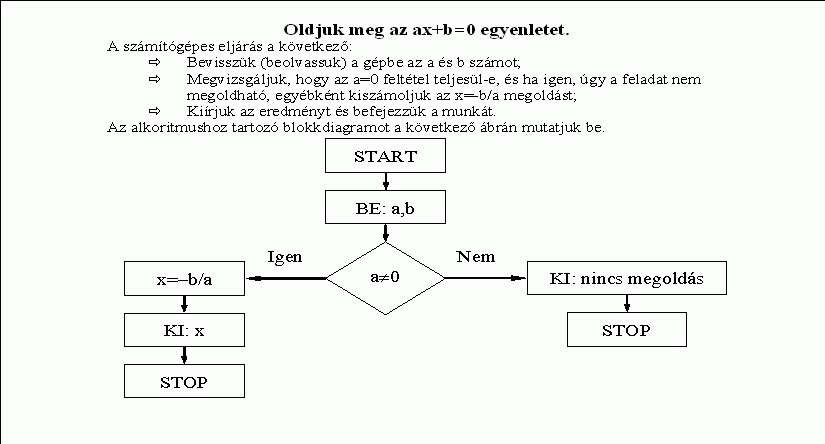 Oldjuk meg az ax+b=0 egyenletet.
A számítógépes eljárás a következő:
⇨ Bevisszük (beolvassuk) a gépbe az a és b számot;
⇨ Megvizsgáljuk, hogy az a=0 feltétel teljesül-e, és ha igen, úgy a feladat nem
megoldható, egyébként kiszámoljuk az x=-b/a megoldást;
⇨ Kiírjuk az eredményt és befejezzük a munkát.
Az alkoritmushoz tartozó blokkdiagramot a következő ábrán mutatjuk be.
START
BE: a,b
Igen
Nem
a≠0
x=–b/a
KI: nincs megoldás
KI: x
STOP
STOP